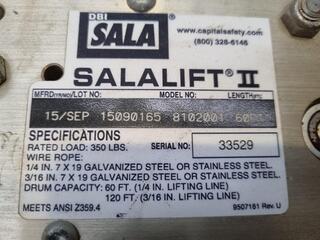 DBI
SALA
www.capitalsafety.com
(800) 328-6146
SALALIFT® II
MFRD(YR/MO)/LOT NO: MODEL NO: LENGTH(FT):
15/SEP 15090165 8102001 60
SPECIFICATIONS
RATED LOAD: 350 LBS. SERIAL NO: 33529
WIRE ROPE:
1/4 IN. 7 X 19 GALVANIZED STEEL OR STAINLESS STEEL.
3/16 IN. 7 X 19 GALVANIZED STEEL OR STAINLESS STEEL.
DRUM CAPACITY: 60 FT. (1/4 IN. LIFTING LINE)
120 FT. (3/16 IN. LIFTING LINE)
MEETS ANSI Z359.4
9507161 Rev. U